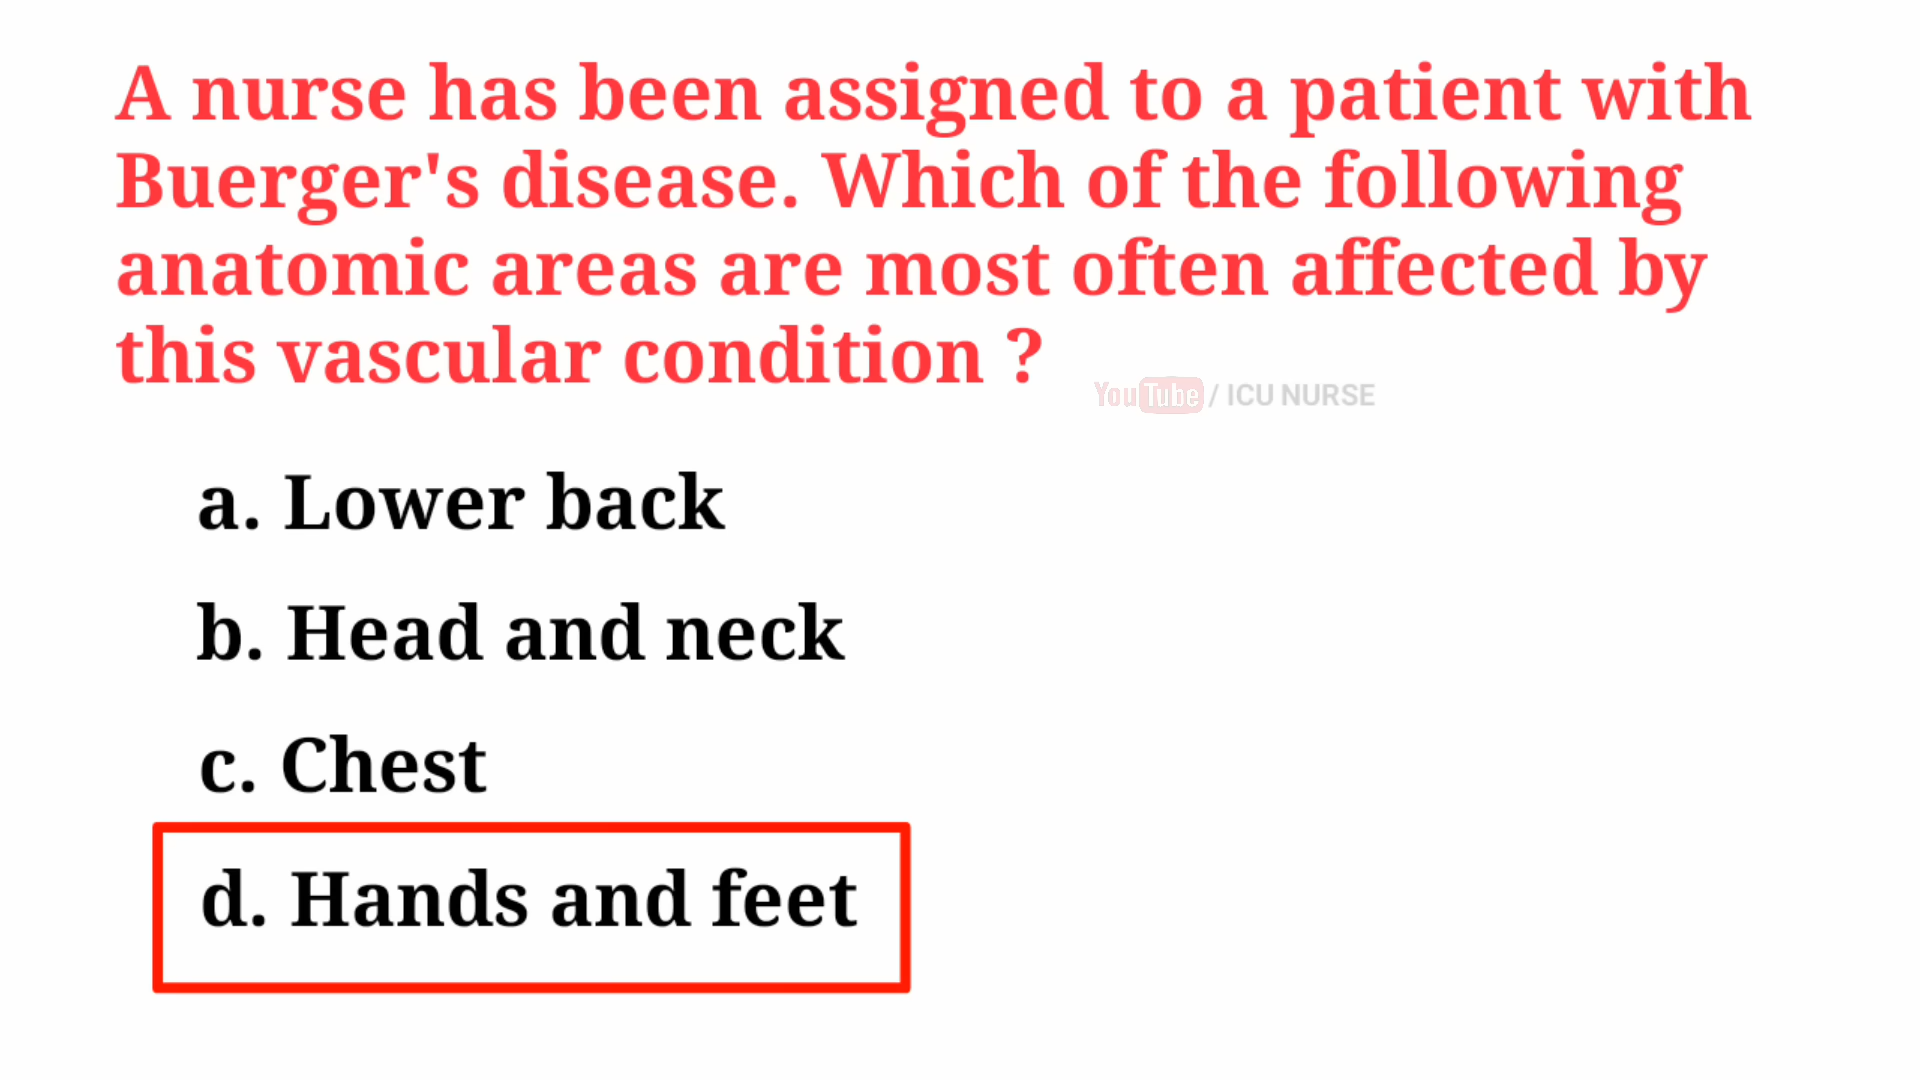 A nurse has been assigned to a patient with
Buerger's disease. Which of the following
anatomic areas are most often affected by
this vascular condition ?
YouTube / ICU NURSE
a. Lower back
b. Head and neck
c. Chest
d. Hands and feet